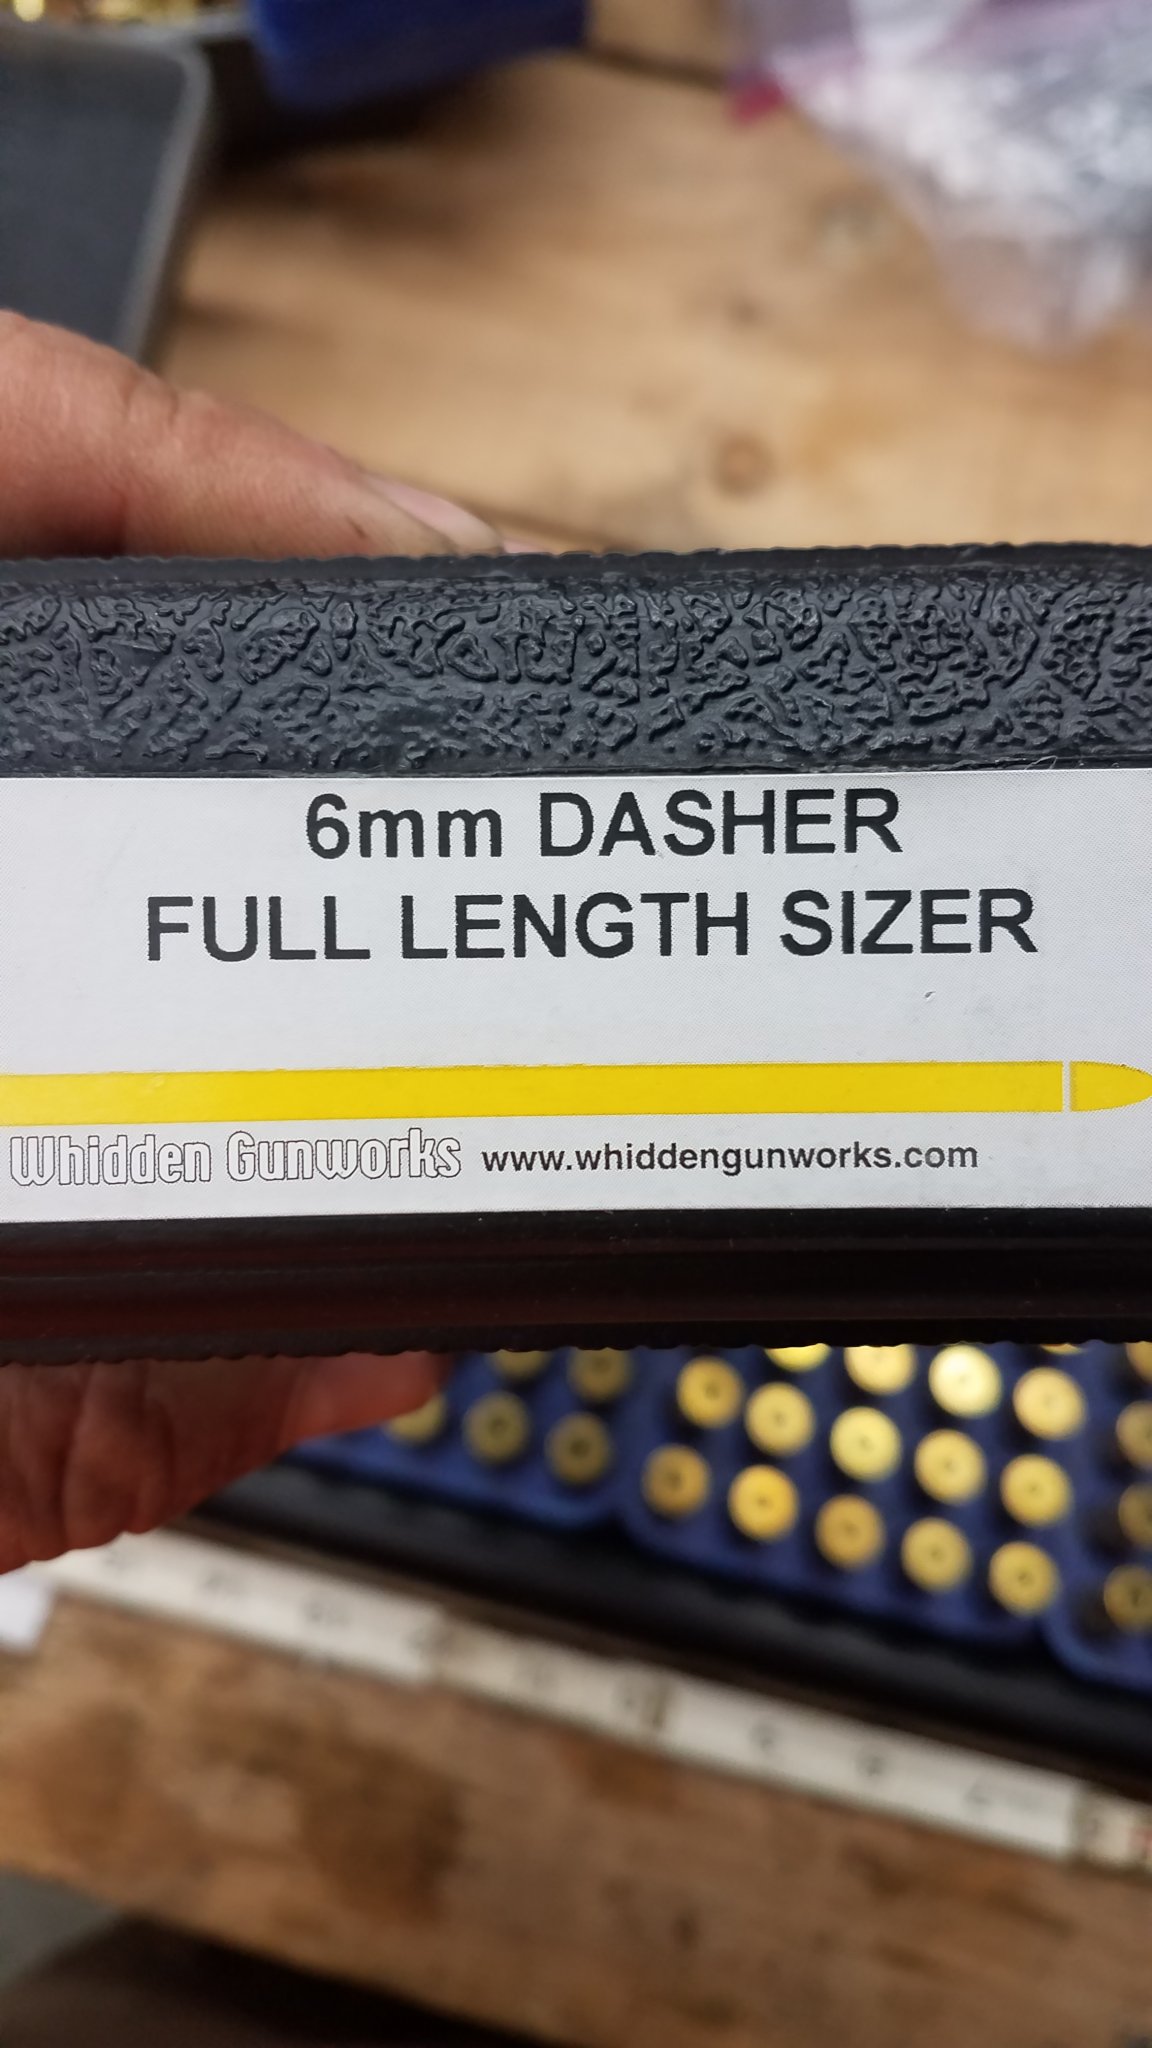 6mm DASHER
FULL LENGTH SIZER
Whidden Gunworks www.whiddengunworks.com